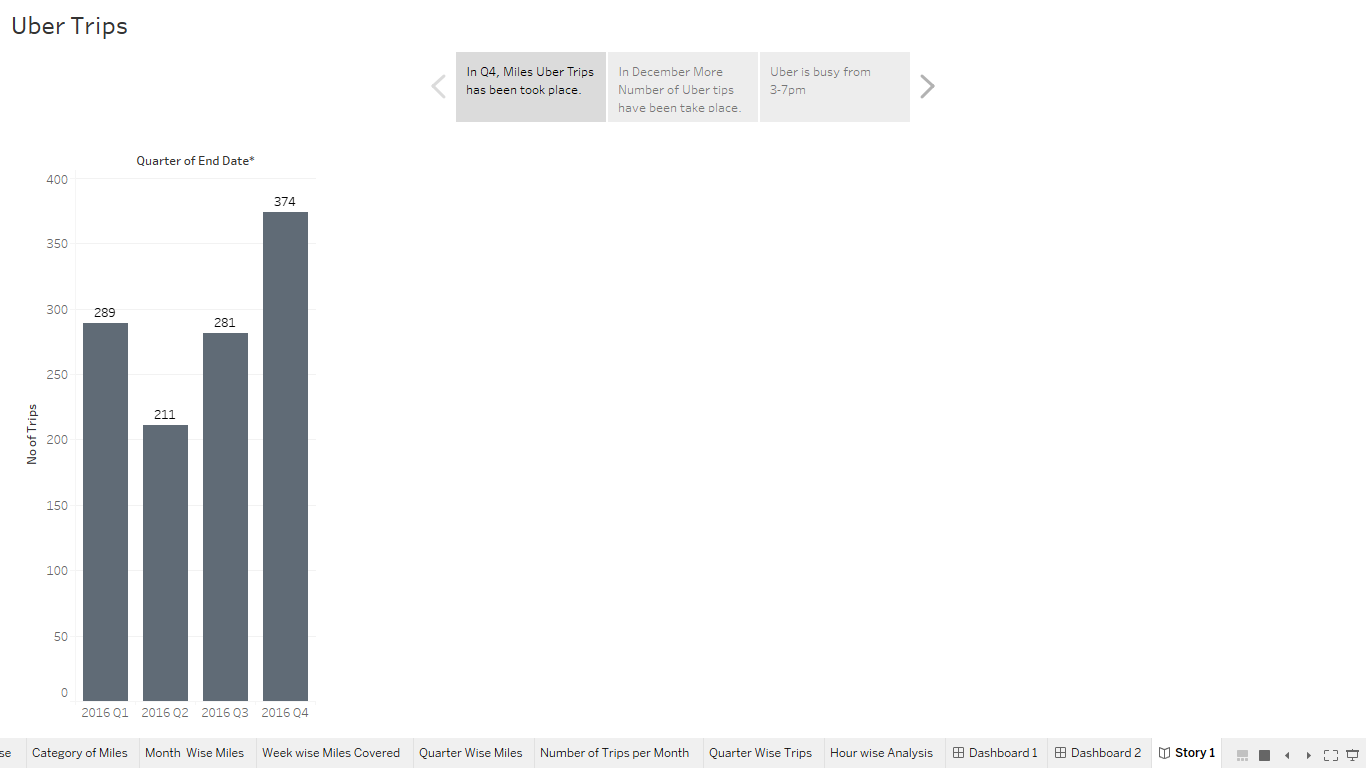 Uber Trips
In Q4, Miles Uber Trips
has been took place.
In December More
Number of Uber tips
have been take place.
Uber is busy from
3-7pm
Quarter of End Date*
400
350
300
250
200
150
100
50
0
No of Trips
289
211
281
374
2016 Q1
2016 Q2
2016 Q3
2016 Q4
se
Category of Miles
Month Wise Miles
Week wise Miles Covered
Quarter Wise Miles
Number of Trips per Month
Quarter Wise Trips
Hour wise Analysis
Dashboard 1
Dashboard 2
Story 1